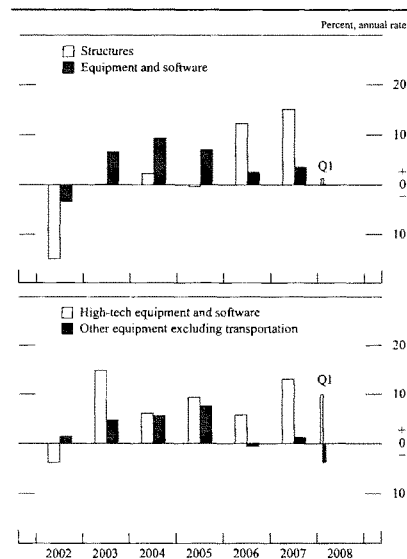 Percent, annual rate
Structures
Equipment and software
20
10
Q1
+
0
–
10
High-tech equipment and software
Other equipment excluding transportation
20
Q1
10
+
0
–
10
2002 2003 2004 2005 2006 2007 2008